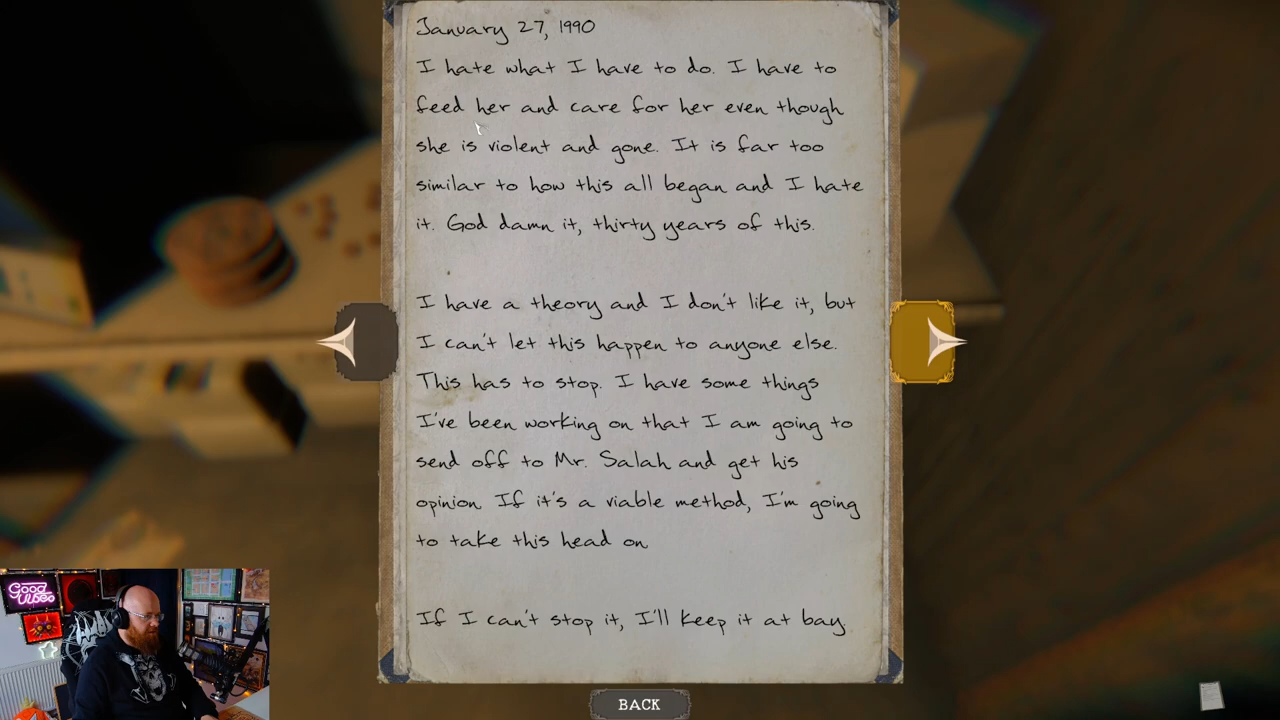 January 27, 1990
I hate what I have to do. I have to
feed her and care for her even though
she is violent and gone. It is far too
similar to how this all began and I hate
it. God damn it, thirty years of this.
I have a theory and I don't like it, but
I can't let this happen to anyone else.
This has to stop. I have some things
I've been working on that I am going to
send off to Mr. Salah and get his
opinion. If it's a viable method, I'm going
to take this head on
If I can't stop it, I'll keep it at bay
BACK
Good
Vibes